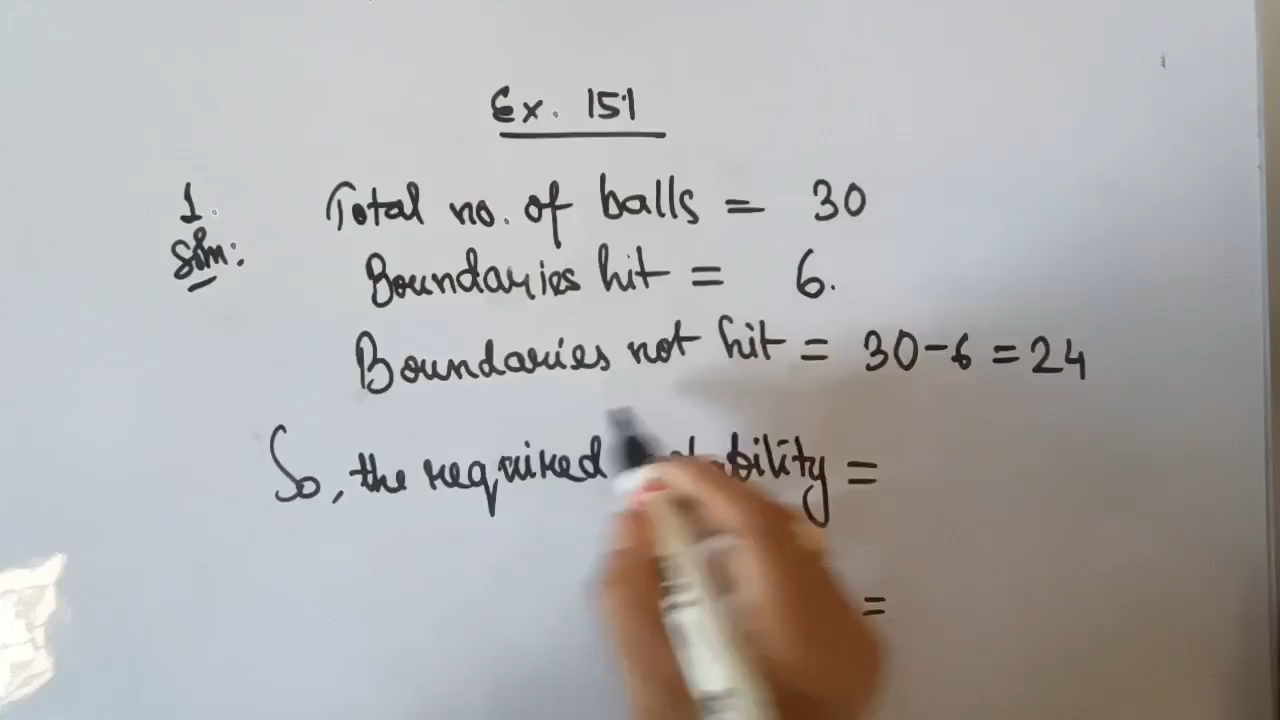 Ex. 15.1
1. Total no. of balls = 30
Soln: Boundaries hit = 6.
Boundaries not hit = 30-6 = 24
So, the required =
=